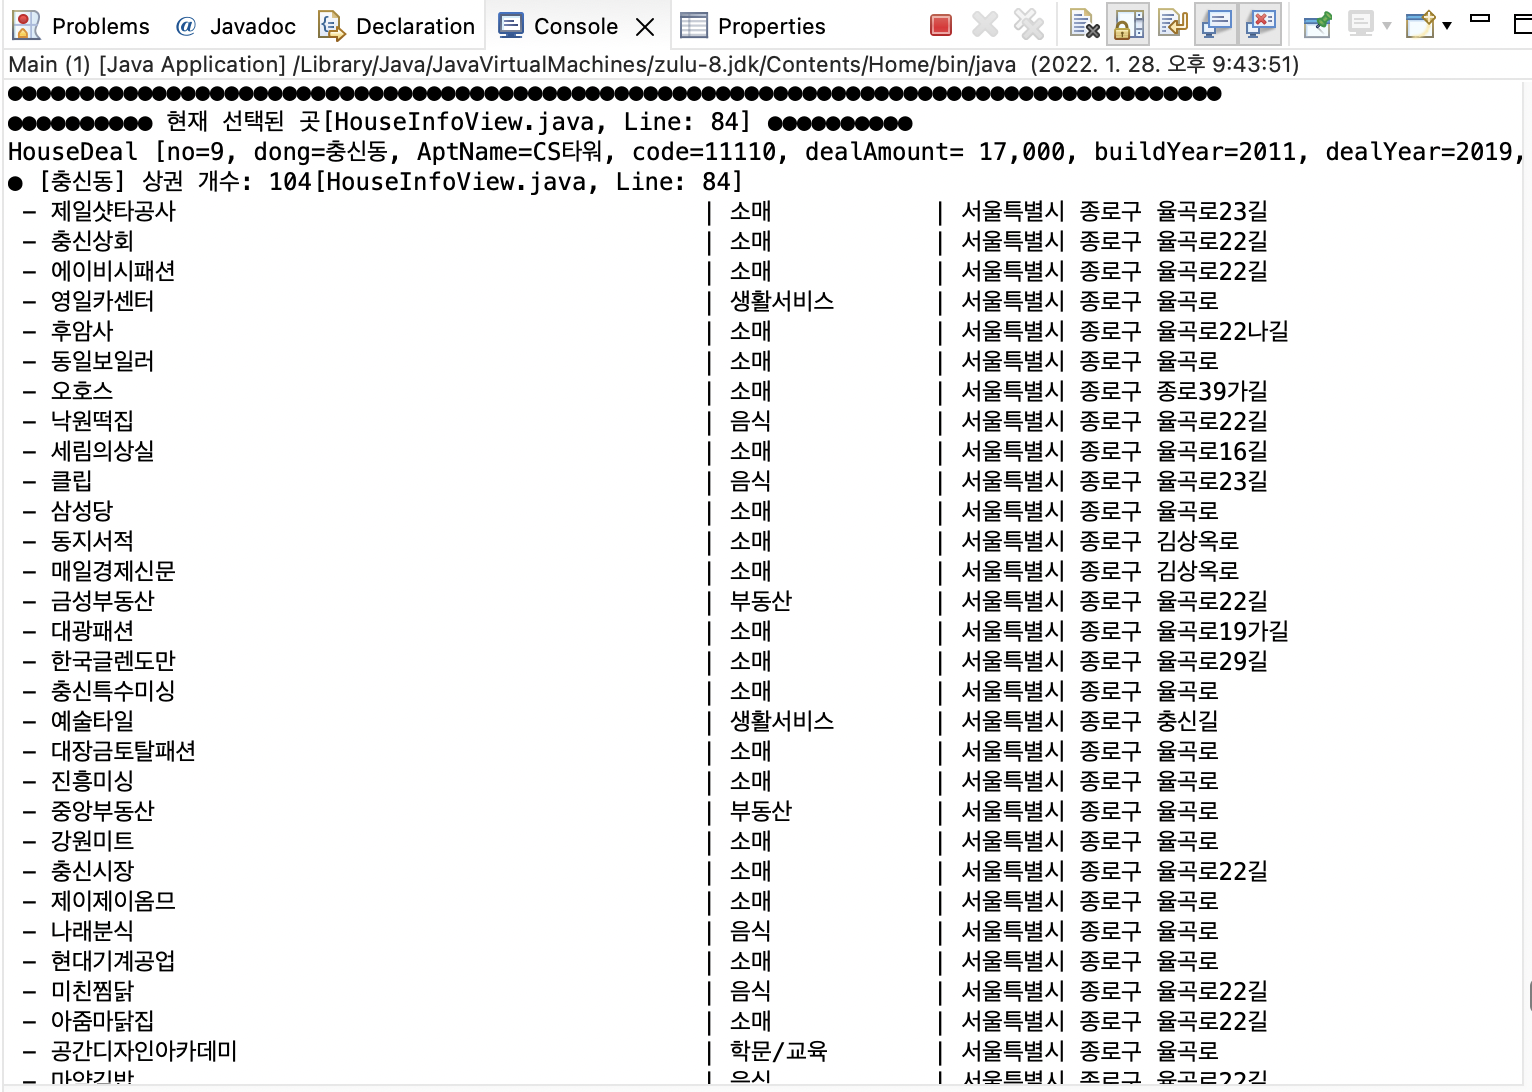 Problems @ Javadoc Declaration Console Properties
Main (1) [Java Application] /Library/Java/JavaVirtualMachines/zulu-8.jdk/Contents/Home/bin/java (2022. 1. 28. 오후 9:43:51)
●●●●●●●●●●●●●●●●●●●●●●●●●●●●●●●●●●●●●●●●●●●●●●●●●●●●●●●●●●●●●●●●●●●●●●●●●●●●●●●●●●●●
●●●●●●●●●● 현재 선택된 곳[HouseInfoView.java, Line: 84] ●●●●●●●●●●
HouseDeal [no=9, dong=충신동, AptName=CS타워, code=11110, dealAmount= 17,000, buildYear=2011, dealYear=2019,
● [충신동] 상권 개수: 104[HouseInfoView.java, Line: 84]
– 제일샷타공사 | 소매 | 서울특별시 종로구 율곡로23길
– 충신상회 | 소매 | 서울특별시 종로구 율곡로22길
– 에이비시패션 | 소매 | 서울특별시 종로구 율곡로22길
– 영일카센터 | 생활서비스 | 서울특별시 종로구 율곡로
– 후암사 | 소매 | 서울특별시 종로구 율곡로22나길
– 동일보일러 | 소매 | 서울특별시 종로구 율곡로
– 오호스 | 소매 | 서울특별시 종로구 종로39가길
– 낙원떡집 | 음식 | 서울특별시 종로구 율곡로22길
– 세림의상실 | 소매 | 서울특별시 종로구 율곡로16길
– 클립 | 음식 | 서울특별시 종로구 율곡로23길
– 삼성당 | 소매 | 서울특별시 종로구 율곡로
– 동지서적 | 소매 | 서울특별시 종로구 김상옥로
– 매일경제신문 | 소매 | 서울특별시 종로구 김상옥로
– 금성부동산 | 부동산 | 서울특별시 종로구 율곡로22길
– 대광패션 | 소매 | 서울특별시 종로구 율곡로19가길
– 한국글렌도만 | 소매 | 서울특별시 종로구 율곡로29길
– 충신특수미싱 | 소매 | 서울특별시 종로구 율곡로
– 예술타일 | 생활서비스 | 서울특별시 종로구 충신길
– 대장금토탈패션 | 소매 | 서울특별시 종로구 율곡로
– 진흥미싱 | 소매 | 서울특별시 종로구 율곡로
– 중앙부동산 | 부동산 | 서울특별시 종로구 율곡로
– 강원미트 | 소매 | 서울특별시 종로구 율곡로
– 충신시장 | 소매 | 서울특별시 종로구 율곡로22길
– 제이제이옴므 | 소매 | 서울특별시 종로구 율곡로
– 나래분식 | 음식 | 서울특별시 종로구 율곡로
– 현대기계공업 | 소매 | 서울특별시 종로구 율곡로
– 미친찜닭 | 음식 | 서울특별시 종로구 율곡로22길
– 아줌마닭집 | 소매 | 서울특별시 종로구 율곡로22길
– 공간디자인아카데미 | 학문/교육 | 서울특별시 종로구 율곡로
– 마약김밥 | 음식 | 서울특별시 종로구 율곡로22길